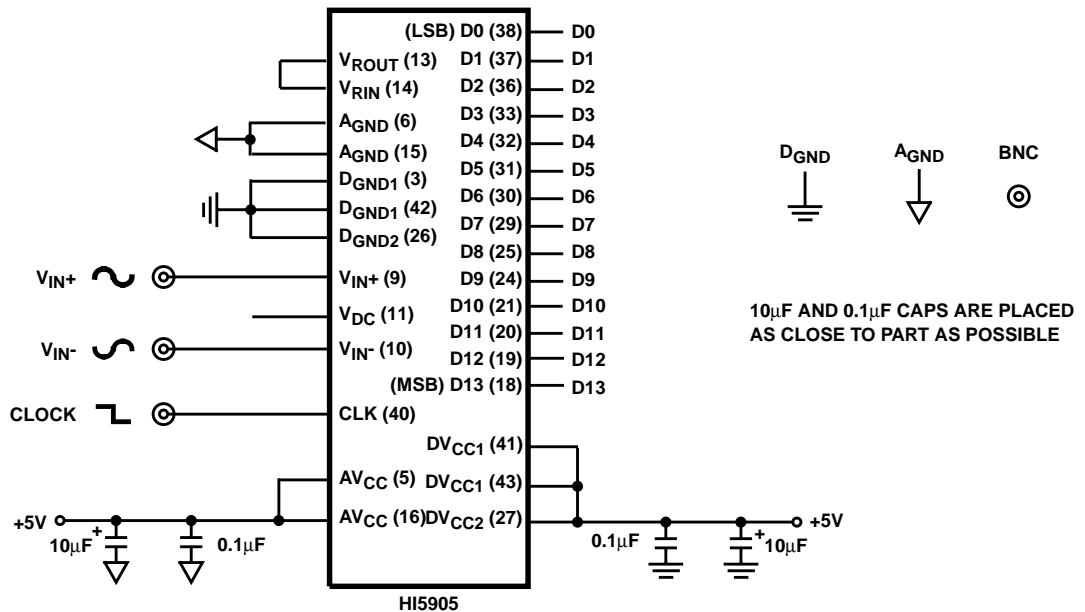 (LSB) D0 (38) D0
VROUT (13) D1 (37) D1
VRIN (14) D2 (36) D2
AGND (6) D3 (33) D3
D4 (32) D4
AGND (15) D5 (31) D5
DGND1 (3) D6 (30) D6
DGND1 (42) D7 (29) D7
DGND2 (26) D8 (25) D8
VIN+ VIN+ (9) D9 (24) D9
D10 (21) D10
VDC (11) D11 (20) D11
VIN- VIN- (10) D12 (19) D12
(MSB) D13 (18) D13
CLOCK CLK (40)
DVCC1 (41)
AVCC (5) DVCC1 (43)
+5V AVCC (16) DVCC2 (27) +5V
10μF + 0.1μF 0.1μF + 10μF
HI5905
DGND AGND BNC
10μF AND 0.1μF CAPS ARE PLACED
AS CLOSE TO PART AS POSSIBLE